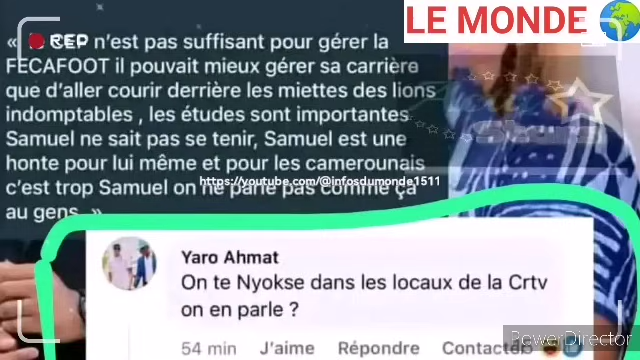 LE MONDE
REC
« n'est pas suffisant pour gérer la
FECAFOOT il pouvait mieux gérer sa carrière
que d'aller courir derrière les miettes des lions
indomptables , les études sont importantes
Samuel ne sait pas se tenir, Samuel est une
honte pour lui même et pour les camerounais
c'est trop Samuel on ne parle pas comme ça
https://youtube.com/@infosdumonde1511
au gens »
Yaro Ahmat
On te Nyokse dans les locaux de la Crtv
on en parle ?
54 min J'aime Répondre Contacter
PowerDirector